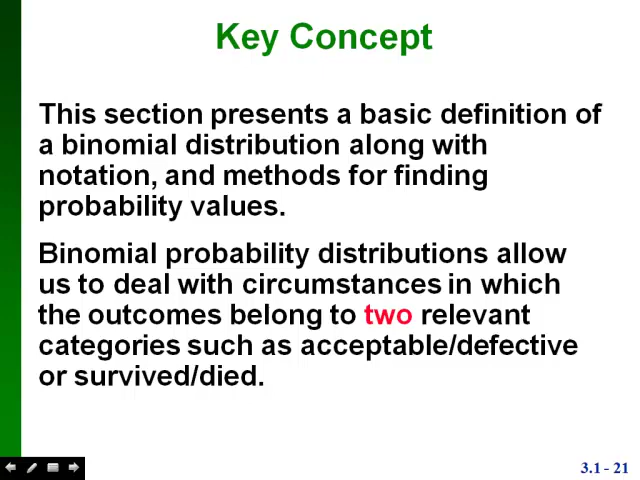 Key Concept
This section presents a basic definition of
a binomial distribution along with
notation, and methods for finding
probability values.
Binomial probability distributions allow
us to deal with circumstances in which
the outcomes belong to two relevant
categories such as acceptable/defective
or survived/died.
3.1 - 21